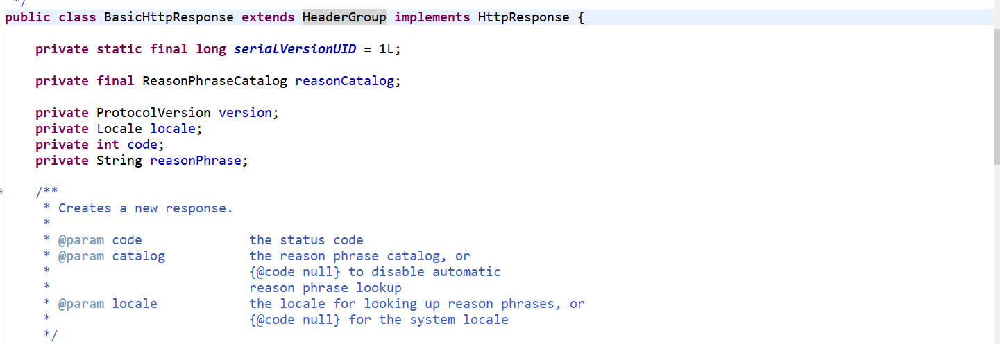 */
public class BasicHttpResponse extends HeaderGroup implements HttpResponse {
private static final long serialVersionUID = 1L;
private final ReasonPhraseCatalog reasonCatalog;
private ProtocolVersion version;
private Locale locale;
private int code;
private String reasonPhrase;
/**
* Creates a new response.
*
* @param code the status code
* @param catalog the reason phrase catalog, or
* {@code null} to disable automatic
* reason phrase lookup
* @param locale the locale for looking up reason phrases, or
* {@code null} for the system locale
*/